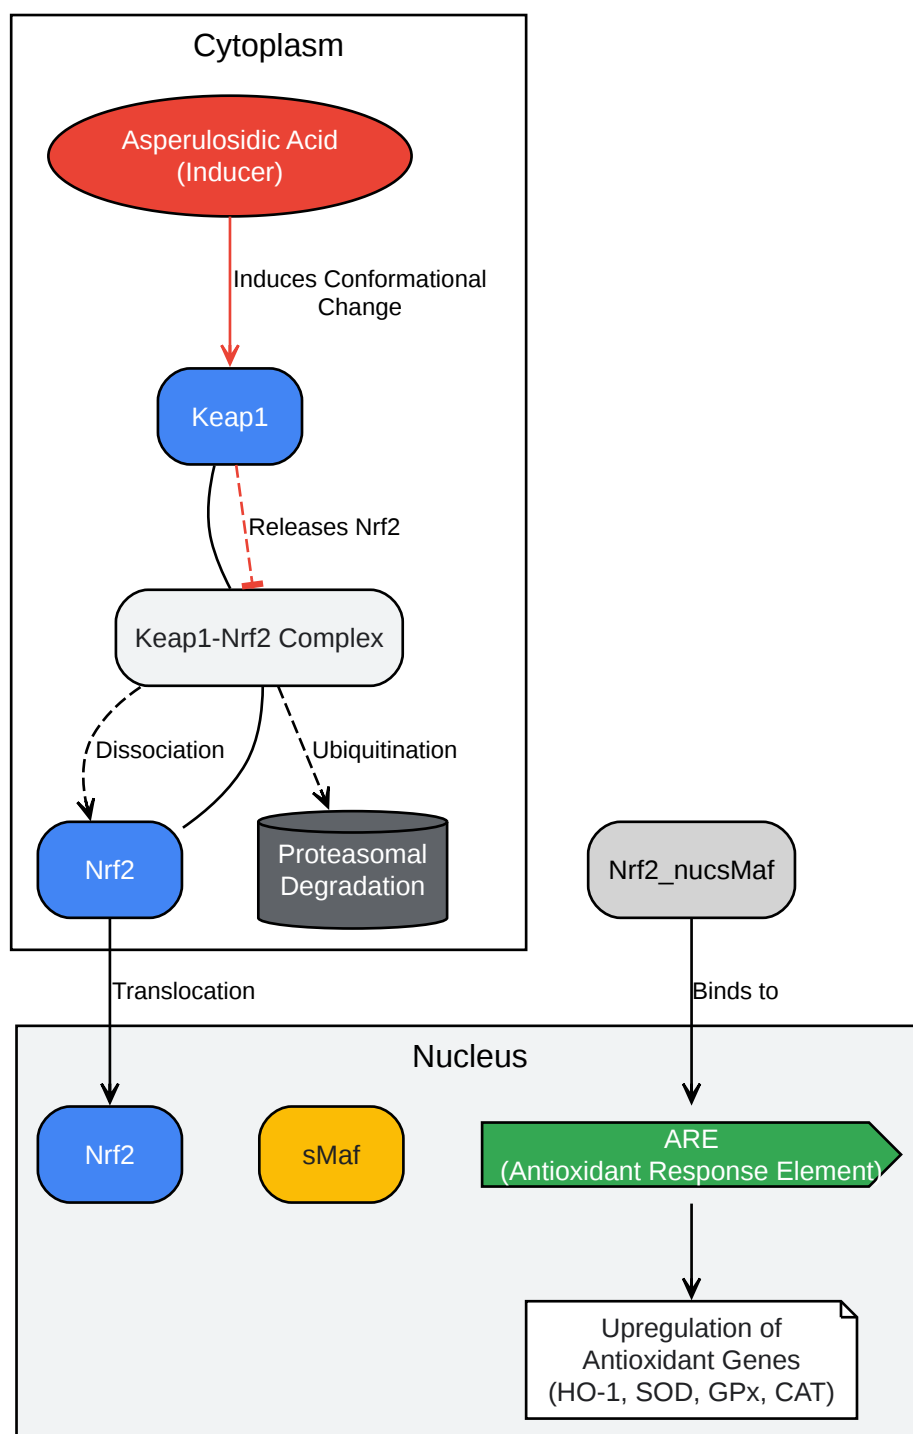 Cytoplasm
Asperulosidic Acid
(Inducer)
Induces Conformational
Change
Keap1
Releases Nrf2
Keap1-Nrf2 Complex
Dissociation
Ubiquitination
Nrf2
Proteasomal
Degradation
Nrf2_nucsMaf
Translocation
Binds to
Nucleus
Nrf2
sMaf
ARE
(Antioxidant Response Element)
Upregulation of
Antioxidant Genes
(HO-1, SOD, GPx, CAT)